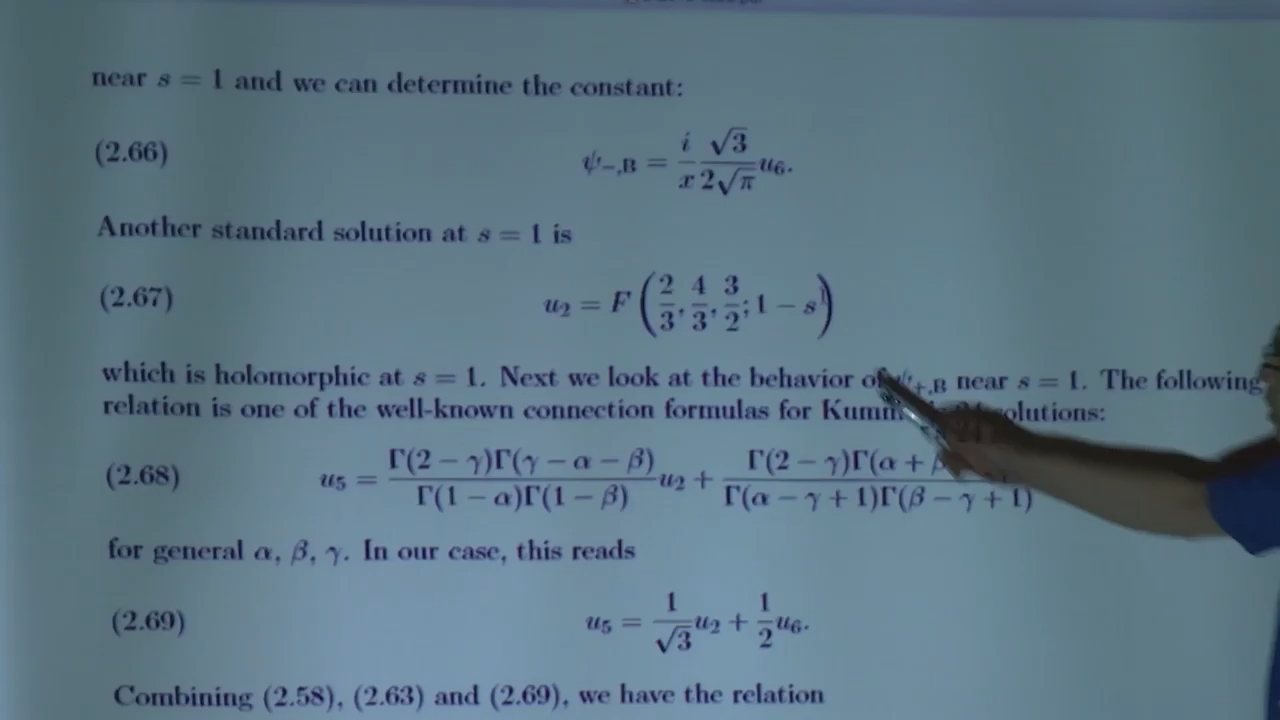 near s = 1 and we can determine the constant:
(2.66) ψ₋,B = i/x √3/2√π u₆.
Another standard solution at s = 1 is
(2.67) u₂ = F(2/3, 4/3, 3/2; 1 − s)
which is holomorphic at s = 1. Next we look at the behavior +,B near s = 1. The following
relation is one of the well-known connection formulas for solutions:
(2.68) u₅ = Γ(2 − γ)Γ(γ − α − β)/Γ(1 − α)Γ(1 − β) u₂ + Γ(2 − γ)Γ(α + /Γ(α − γ + 1)Γ(β − γ + 1)
for general α, β, γ. In our case, this reads
(2.69) u₅ = 1/√3 u₂ + 1/2 u₆.
Combining (2.58), (2.63) and (2.69), we have the relation